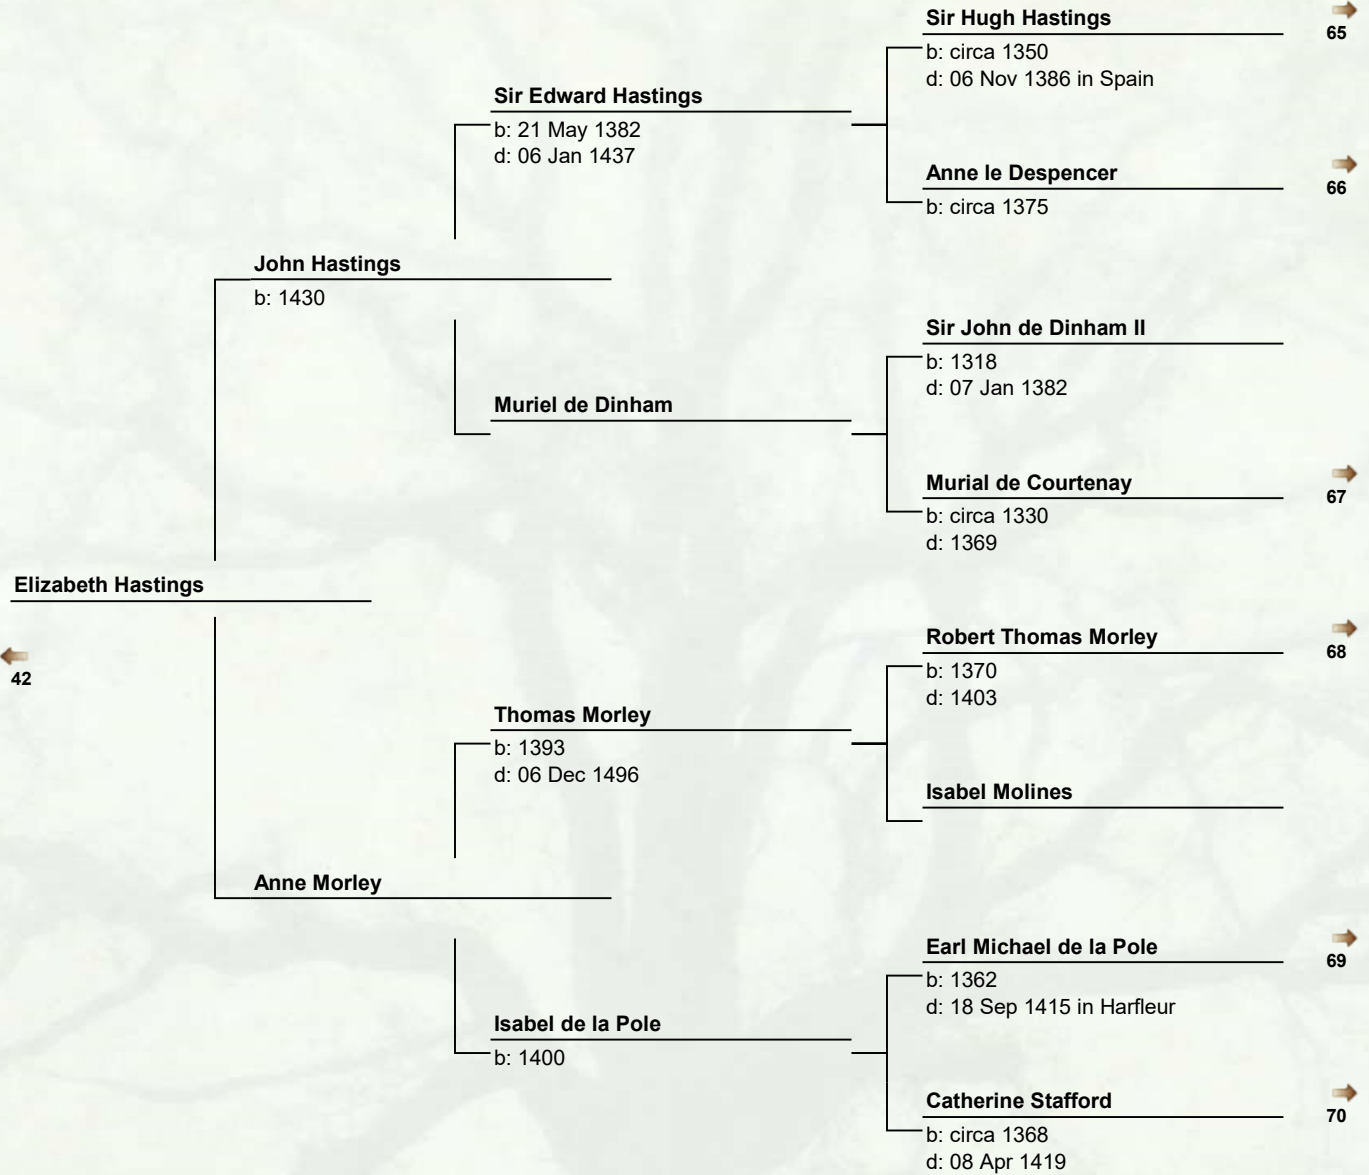 Sir Hugh Hastings
65
b: circa 1350
d: 06 Nov 1386 in Spain
Sir Edward Hastings
b: 21 May 1382
d: 06 Jan 1437
Anne le Despencer
66
b: circa 1375
John Hastings
b: 1430
Sir John de Dinham II
b: 1318
d: 07 Jan 1382
Muriel de Dinham
Murial de Courtenay
67
b: circa 1330
d: 1369
Elizabeth Hastings
42
Robert Thomas Morley
68
b: 1370
d: 1403
Thomas Morley
b: 1393
d: 06 Dec 1496
Isabel Molines
Anne Morley
Earl Michael de la Pole
69
b: 1362
d: 18 Sep 1415 in Harfleur
Isabel de la Pole
b: 1400
Catherine Stafford
70
b: circa 1368
d: 08 Apr 1419